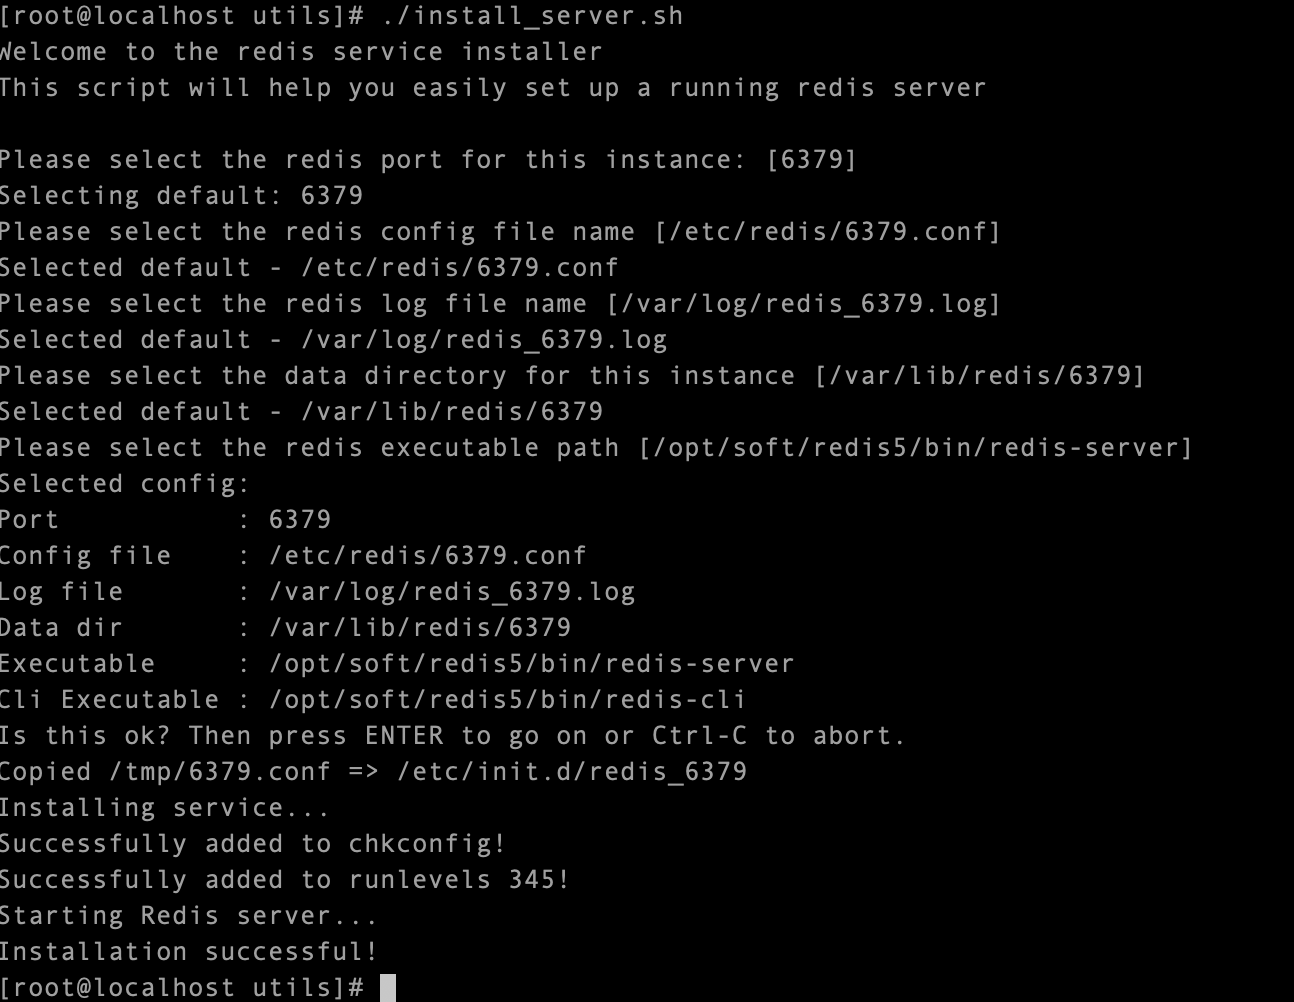 [root@localhost utils]# ./install_server.sh
Welcome to the redis service installer
This script will help you easily set up a running redis server
Please select the redis port for this instance: [6379]
Selecting default: 6379
Please select the redis config file name [/etc/redis/6379.conf]
Selected default - /etc/redis/6379.conf
Please select the redis log file name [/var/log/redis_6379.log]
Selected default - /var/log/redis_6379.log
Please select the data directory for this instance [/var/lib/redis/6379]
Selected default - /var/lib/redis/6379
Please select the redis executable path [/opt/soft/redis5/bin/redis-server]
Selected config:
Port           : 6379
Config file    : /etc/redis/6379.conf
Log file       : /var/log/redis_6379.log
Data dir       : /var/lib/redis/6379
Executable     : /opt/soft/redis5/bin/redis-server
Cli Executable : /opt/soft/redis5/bin/redis-cli
Is this ok? Then press ENTER to go on or Ctrl-C to abort.
Copied /tmp/6379.conf => /etc/init.d/redis_6379
Installing service...
Successfully added to chkconfig!
Successfully added to runlevels 345!
Starting Redis server...
Installation successful!
[root@localhost utils]#